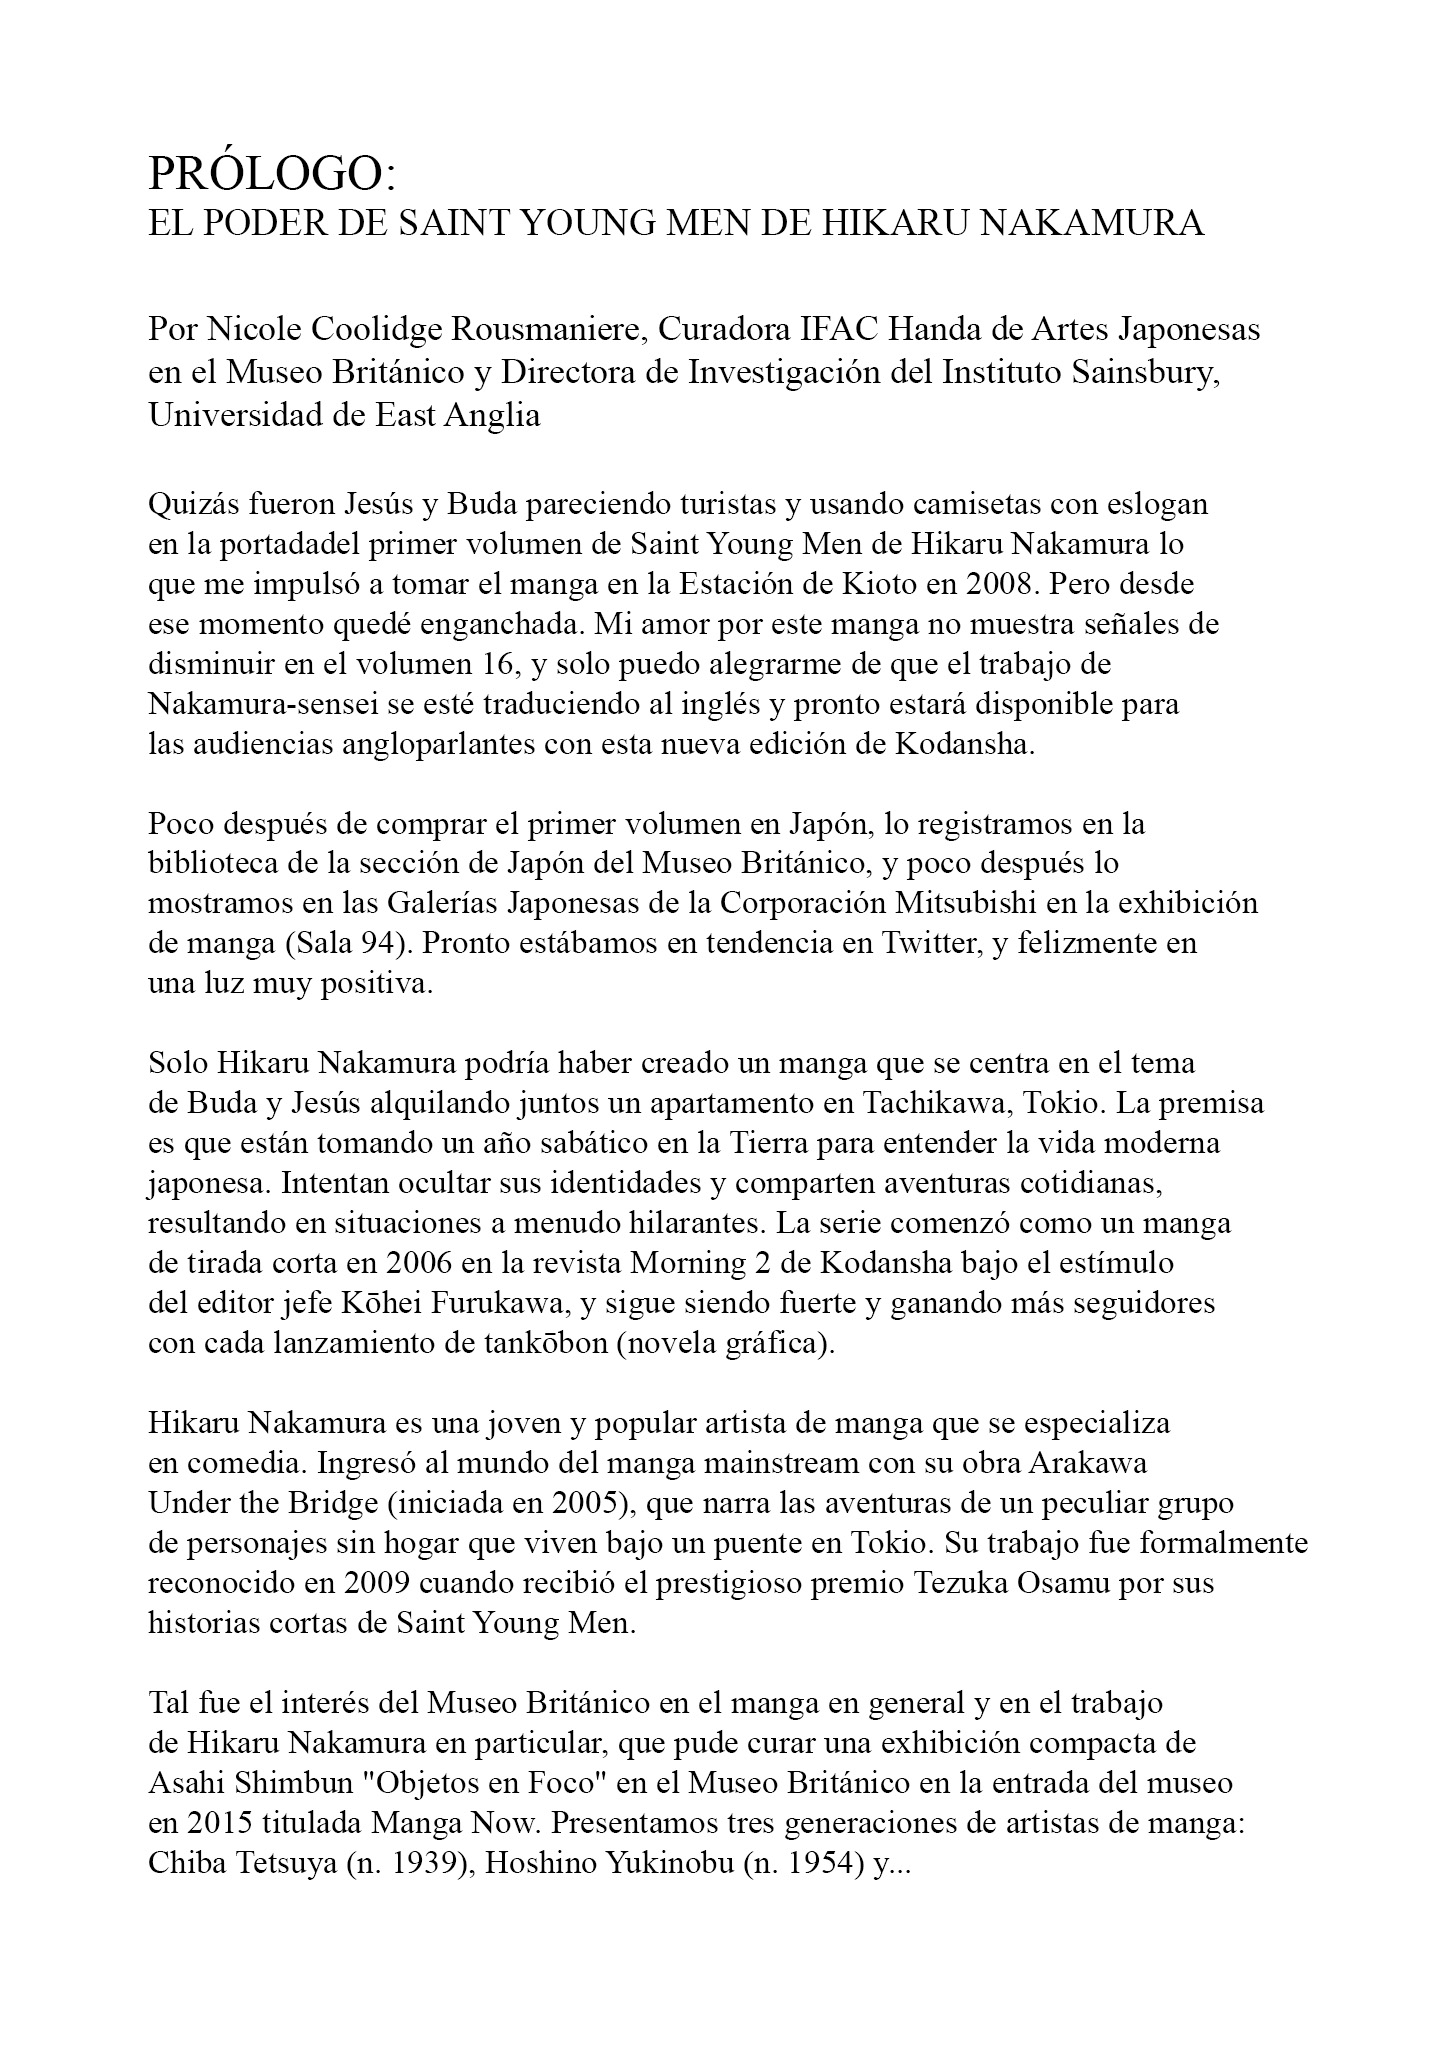 PRÓLOGO:
EL PODER DE SAINT YOUNG MEN DE HIKARU NAKAMURA
Por Nicole Coolidge Rousmaniere, Curadora IFAC Handa de Artes Japonesas
en el Museo Británico y Directora de Investigación del Instituto Sainsbury,
Universidad de East Anglia
Quizás fueron Jesús y Buda pareciendo turistas y usando camisetas con eslogan
en la portadadel primer volumen de Saint Young Men de Hikaru Nakamura lo
que me impulsó a tomar el manga en la Estación de Kioto en 2008. Pero desde
ese momento quedé enganchada. Mi amor por este manga no muestra señales de
disminuir en el volumen 16, y solo puedo alegrarme de que el trabajo de
Nakamura-sensei se esté traduciendo al inglés y pronto estará disponible para
las audiencias angloparlantes con esta nueva edición de Kodansha.
Poco después de comprar el primer volumen en Japón, lo registramos en la
biblioteca de la sección de Japón del Museo Británico, y poco después lo
mostramos en las Galerías Japonesas de la Corporación Mitsubishi en la exhibición
de manga (Sala 94). Pronto estábamos en tendencia en Twitter, y felizmente en
una luz muy positiva.
Solo Hikaru Nakamura podría haber creado un manga que se centra en el tema
de Buda y Jesús alquilando juntos un apartamento en Tachikawa, Tokio. La premisa
es que están tomando un año sabático en la Tierra para entender la vida moderna
japonesa. Intentan ocultar sus identidades y comparten aventuras cotidianas,
resultando en situaciones a menudo hilarantes. La serie comenzó como un manga
de tirada corta en 2006 en la revista Morning 2 de Kodansha bajo el estímulo
del editor jefe Kōhei Furukawa, y sigue siendo fuerte y ganando más seguidores
con cada lanzamiento de tankōbon (novela gráfica).
Hikaru Nakamura es una joven y popular artista de manga que se especializa
en comedia. Ingresó al mundo del manga mainstream con su obra Arakawa
Under the Bridge (iniciada en 2005), que narra las aventuras de un peculiar grupo
de personajes sin hogar que viven bajo un puente en Tokio. Su trabajo fue formalmente
reconocido en 2009 cuando recibió el prestigioso premio Tezuka Osamu por sus
historias cortas de Saint Young Men.
Tal fue el interés del Museo Británico en el manga en general y en el trabajo
de Hikaru Nakamura en particular, que pude curar una exhibición compacta de
Asahi Shimbun "Objetos en Foco" en el Museo Británico en la entrada del museo
en 2015 titulada Manga Now. Presentamos tres generaciones de artistas de manga:
Chiba Tetsuya (n. 1939), Hoshino Yukinobu (n. 1954) y...